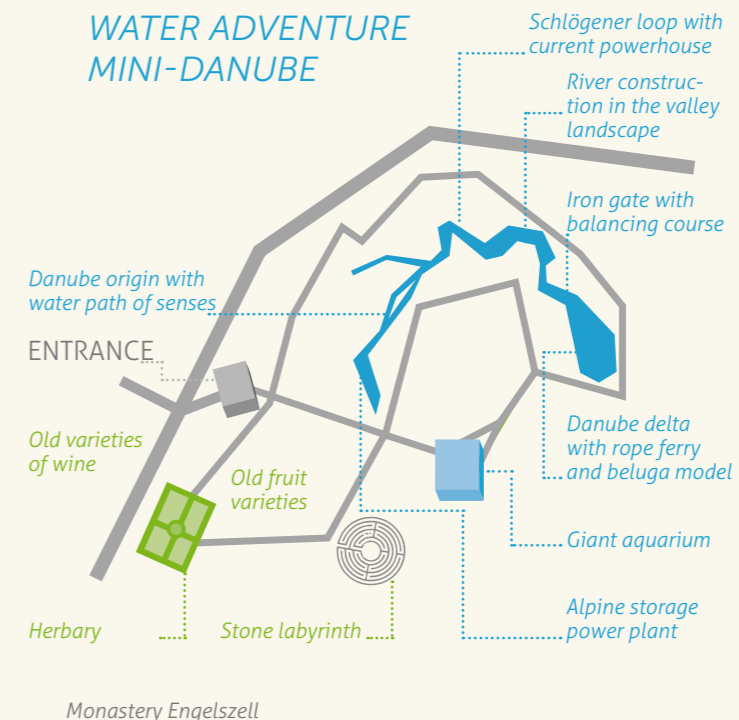 WATER ADVENTURE
MINI-DANUBE
Schlögener loop with
current powerhouse
River construc-
tion in the valley
landscape
Iron gate with
balancing course
Danube origin with
water path of senses
ENTRANCE
Old varieties
of wine
Old fruit
varieties
Danube delta
with rope ferry
and beluga model
Giant aquarium
Alpine storage
power plant
Herbary
Stone labyrinth
Monastery Engelszell